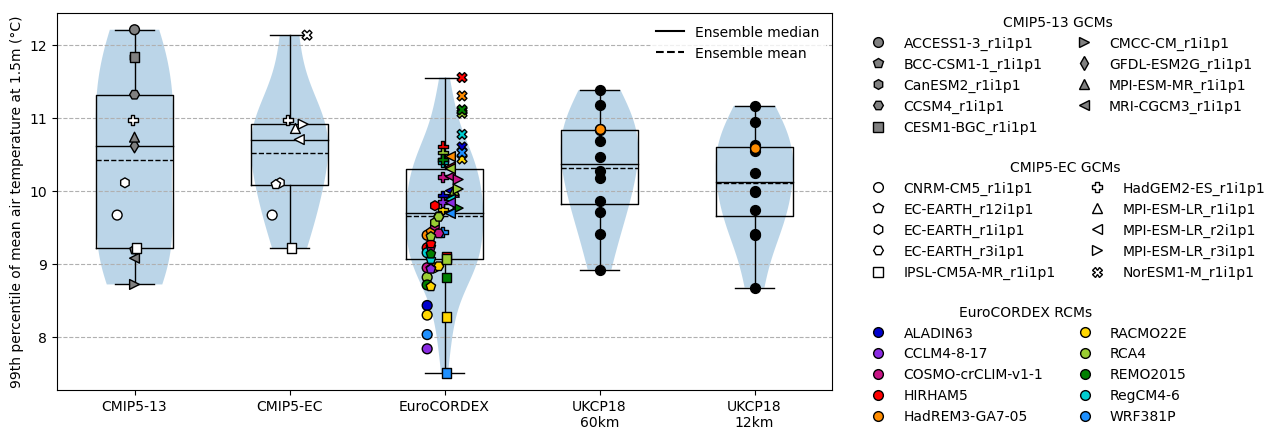 99th percentile of mean air temperature at 1.5m (°C)
12
11
10
9
8
Ensemble median
Ensemble mean
CMIP5-13
CMIP5-EC
EuroCORDEX
UKCP18
60km
UKCP18
12km
CMIP5-13 GCMs
ACCESS1-3_r1i1p1
BCC-CSM1-1_r1i1p1
CanESM2_r1i1p1
CCSM4_r1i1p1
CESM1-BGC_r1i1p1
CMCC-CM_r1i1p1
GFDL-ESM2G_r1i1p1
MPI-ESM-MR_r1i1p1
MRI-CGCM3_r1i1p1
CMIP5-EC GCMs
CNRM-CM5_r1i1p1
EC-EARTH_r12i1p1
EC-EARTH_r1i1p1
EC-EARTH_r3i1p1
IPSL-CM5A-MR_r1i1p1
HadGEM2-ES_r1i1p1
MPI-ESM-LR_r1i1p1
MPI-ESM-LR_r2i1p1
MPI-ESM-LR_r3i1p1
NorESM1-M_r1i1p1
EuroCORDEX RCMs
ALADIN63
CCLM4-8-17
COSMO-crCLIM-v1-1
HIRHAM5
HadREM3-GA7-05
RACMO22E
RCA4
REMO2015
RegCM4-6
WRF381P